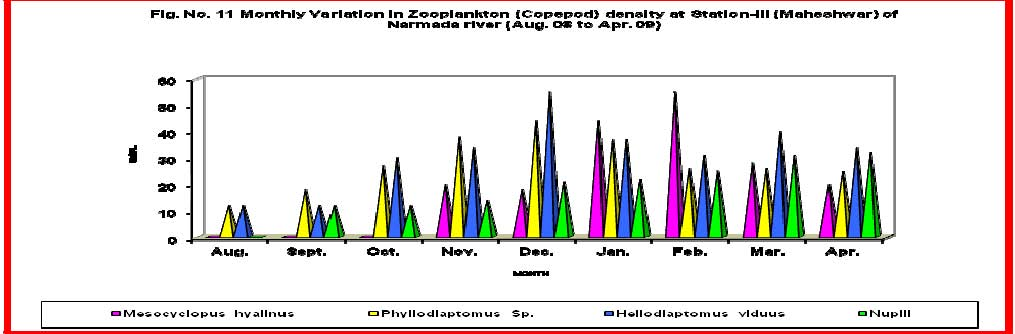 Fig. No. 11 Monthly Variation in Zooplankton (Copepod) density at Station-III (Maheshwar) of
Narmada river (Aug. 08 to Apr. 09)
60
50
40
30
20
10
0
Aug. Sept. Oct. Nov. Dec. Jan. Feb. Mar. Apr.
MONTH
Mesocyclopus hyalinus Phyllodiaptomus Sp. Heliodiaptomus viduus Nuplii